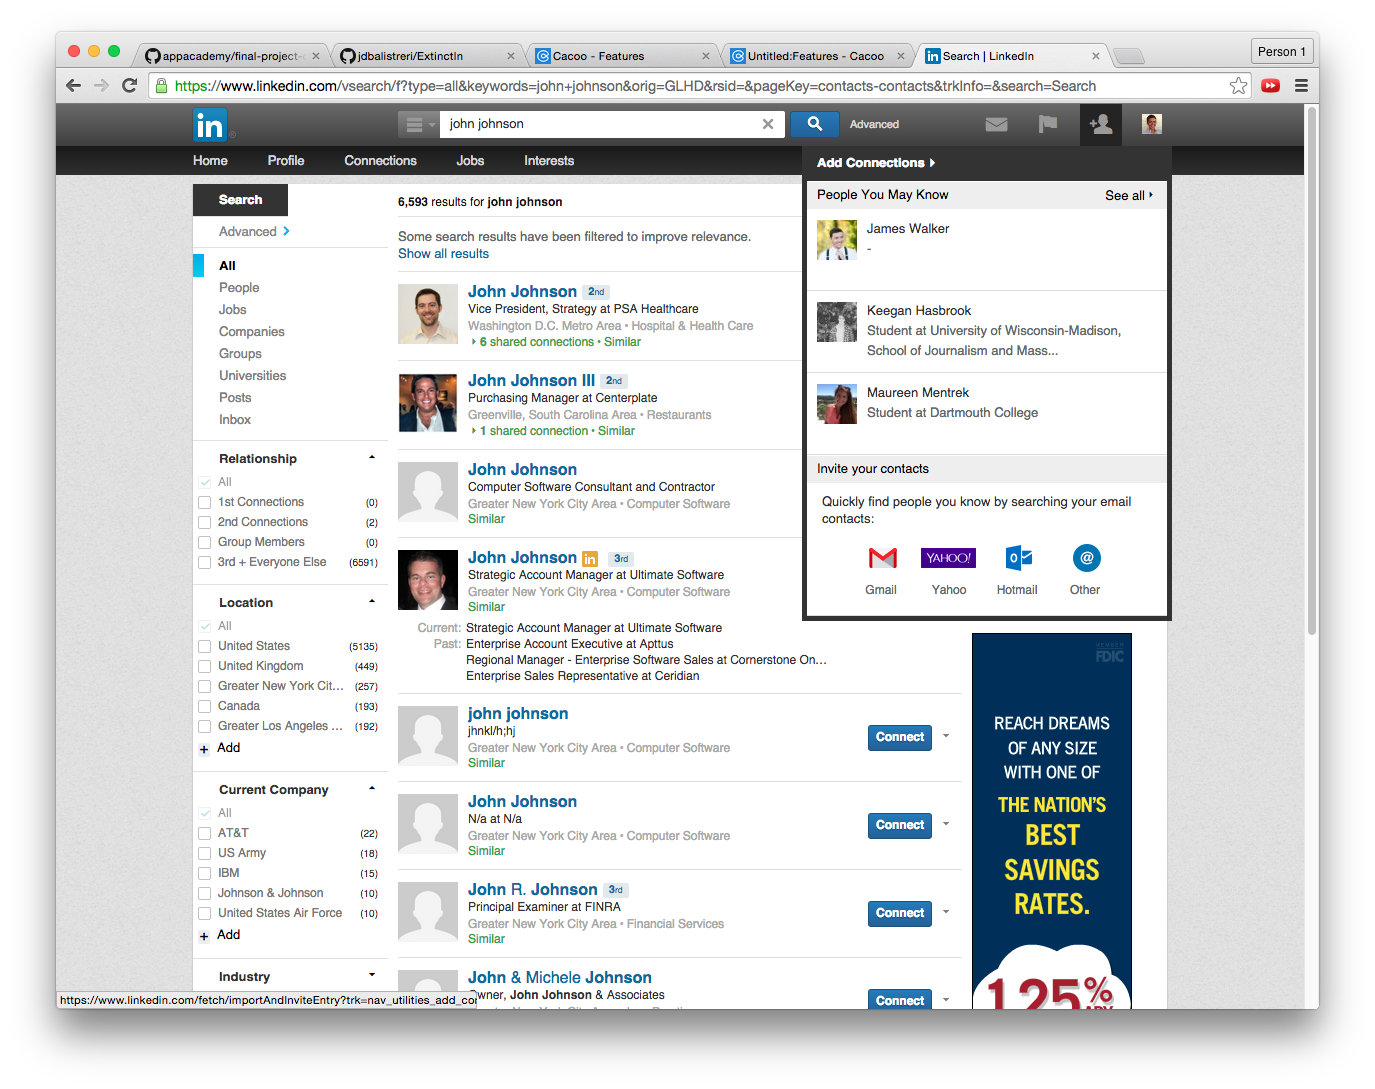 appacademy/final-project-
jdbalistreri/ExtinctIn
Cacoo - Features
Untitled:Features - Cacoo
Search | LinkedIn
Person 1
https://www.linkedin.com/vsearch/f?type=all&keywords=john+johnson&orig=GLHD&rsid=&pageKey=contacts-contacts&trkInfo=&search=Search
in
john johnson
Advanced
Home
Profile
Connections
Jobs
Interests
Add Connections
People You May Know
See all
James Walker
-
Keegan Hasbrook
Student at University of Wisconsin-Madison,
School of Journalism and Mass...
Maureen Mentrek
Student at Dartmouth College
Invite your contacts
Quickly find people you know by searching your email
contacts:
YAHOO!
Gmail
Yahoo
Hotmail
Other
Search
Advanced
All
People
Jobs
Companies
Groups
Universities
Posts
Inbox
Relationship
All
1st Connections (0)
2nd Connections (2)
Group Members (0)
3rd + Everyone Else (6591)
Location
All
United States (5135)
United Kingdom (449)
Greater New York Cit... (257)
Canada (193)
Greater Los Angeles ... (192)
+ Add
Current Company
All
AT&T (22)
US Army (18)
IBM (15)
Johnson & Johnson (10)
United States Air Force (10)
+ Add
Industry
6,593 results for john johnson
Some search results have been filtered to improve relevance.
Show all results
John Johnson 2nd
Vice President, Strategy at PSA Healthcare
Washington D.C. Metro Area • Hospital & Health Care
6 shared connections • Similar
John Johnson III 2nd
Purchasing Manager at Centerplate
Greenville, South Carolina Area • Restaurants
1 shared connection • Similar
John Johnson
Computer Software Consultant and Contractor
Greater New York City Area • Computer Software
Similar
John Johnson in 3rd
Strategic Account Manager at Ultimate Software
Greater New York City Area • Computer Software
Similar
Current: Strategic Account Manager at Ultimate Software
Past: Enterprise Account Executive at Apttus
Regional Manager - Enterprise Software Sales at Cornerstone On...
Enterprise Sales Representative at Ceridian
john johnson
jhnkl/h;hj
Greater New York City Area • Computer Software
Similar
Connect
John Johnson
N/a at N/a
Greater New York City Area • Computer Software
Similar
Connect
John R. Johnson 3rd
Principal Examiner at FINRA
Greater New York City Area • Financial Services
Similar
Connect
John & Michele Johnson
Owner, John Johnson & Associates
Connect
MEMBER
FDIC
REACH DREAMS
OF ANY SIZE
WITH ONE OF
THE NATION'S
BEST
SAVINGS
RATES.
1.25%
APY
https://www.linkedin.com/fetch/importAndInviteEntry?trk=nav_utilities_add_co